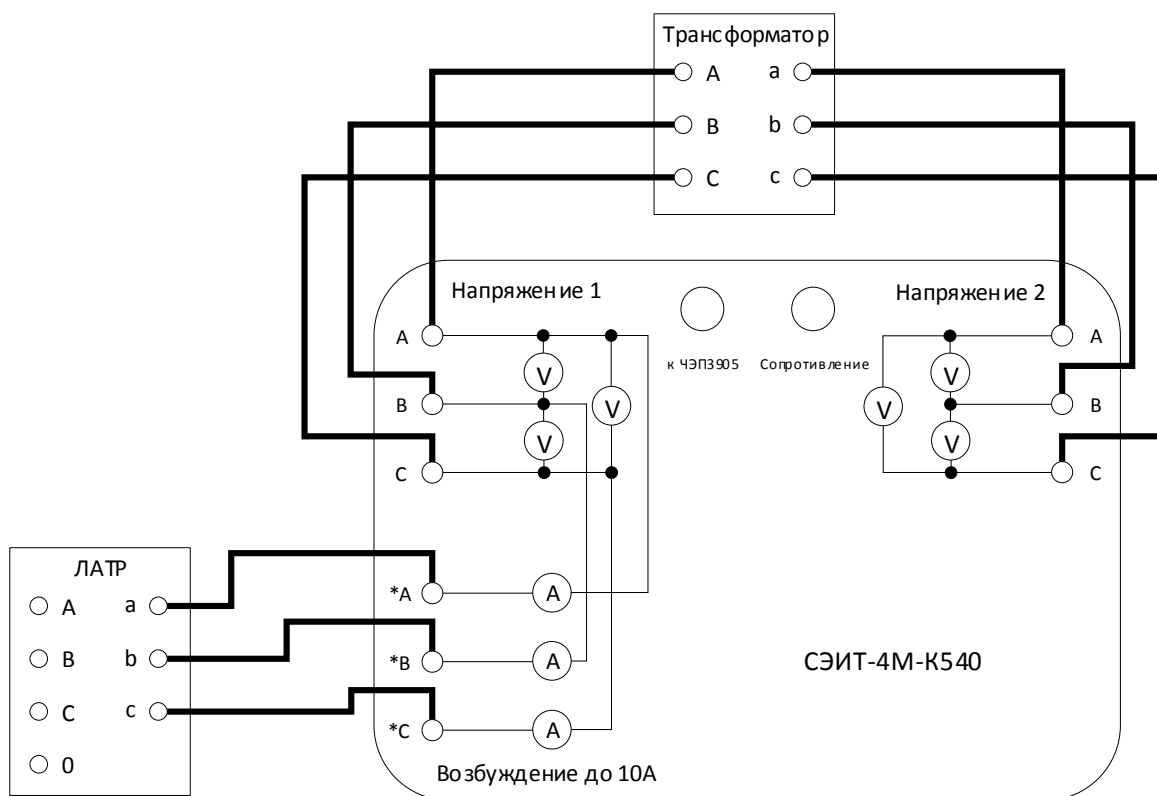 Трансформатор
A a
B b
C c
Напряжение 1
Напряжение 2
к ЧЭП3905
Сопротивление
A
B
C
V
V
V
V
V
V
A
B
C
ЛАТР
A a
B b
C c
0
*A
*B
*C
A
A
A
СЭИТ-4М-К540
Возбуждение до 10А